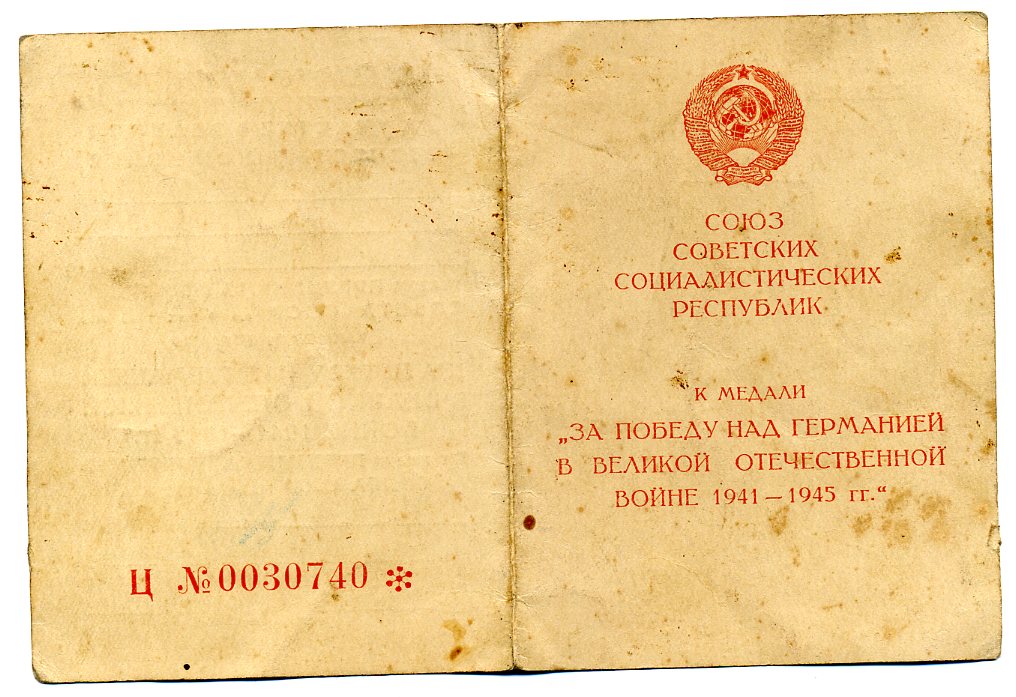 Ц №0030740
СОЮЗ
СОВЕТСКИХ
СОЦИАЛИСТИЧЕСКИХ
РЕСПУБЛИК
К МЕДАЛИ
„ЗА ПОБЕДУ НАД ГЕРМАНИЕЙ
В ВЕЛИКОЙ ОТЕЧЕСТВЕННОЙ
ВОЙНЕ 1941 — 1945 гг.“